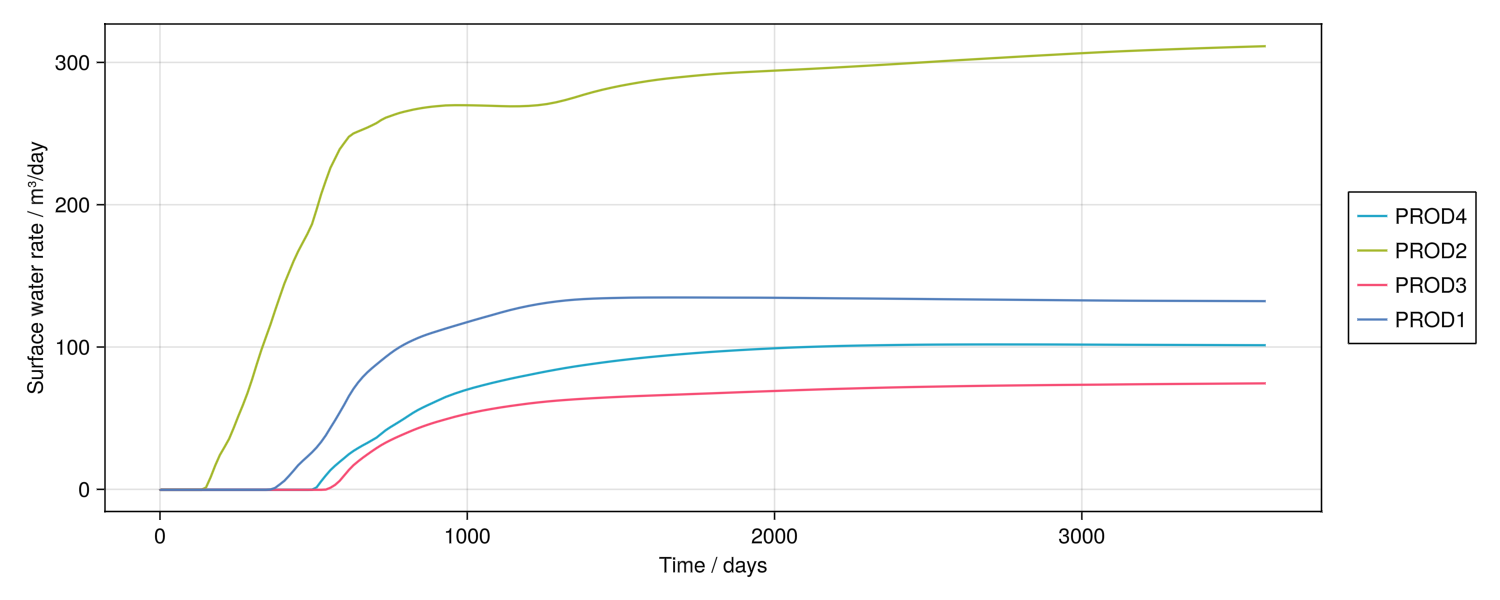 Surface water rate / m³/day
300
200
100
0
0 1000 2000 3000
Time / days
PROD4
PROD2
PROD3
PROD1